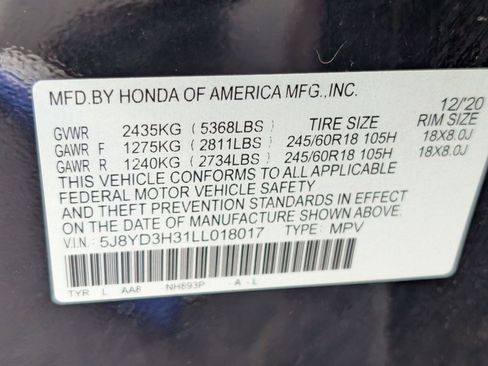 MFD.BY HONDA OF AMERICA MFG.,INC. 12/'20
TIRE SIZE RIM SIZE
GVWR 2435KG (5368LBS)
GAWR F 1275KG (2811LBS) 245/60R18 105H 18X8.0J
GAWR R 1240KG (2734LBS) 245/60R18 105H 18X8.0J
THIS VEHICLE CONFORMS TO ALL APPLICABLE
FEDERAL MOTOR VEHICLE SAFETY
AND THEFT PREVENTION STANDARDS IN EFFECT ON
THE DATE OF MANUFACTURE SHOWN ABOVE.
V.I.N: 5J8YD3H31LL018017 TYPE: MPV
TYR L AA8 NH893P -A-L